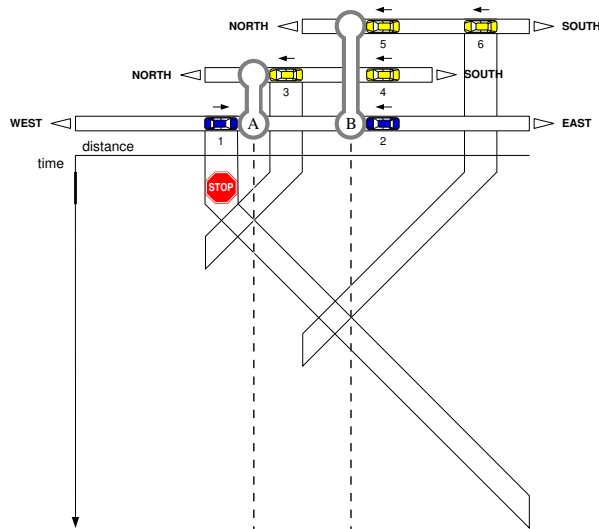 NORTH SOUTH
5 6
NORTH SOUTH
3 4
WEST A B EAST
1 2
distance
time
STOP